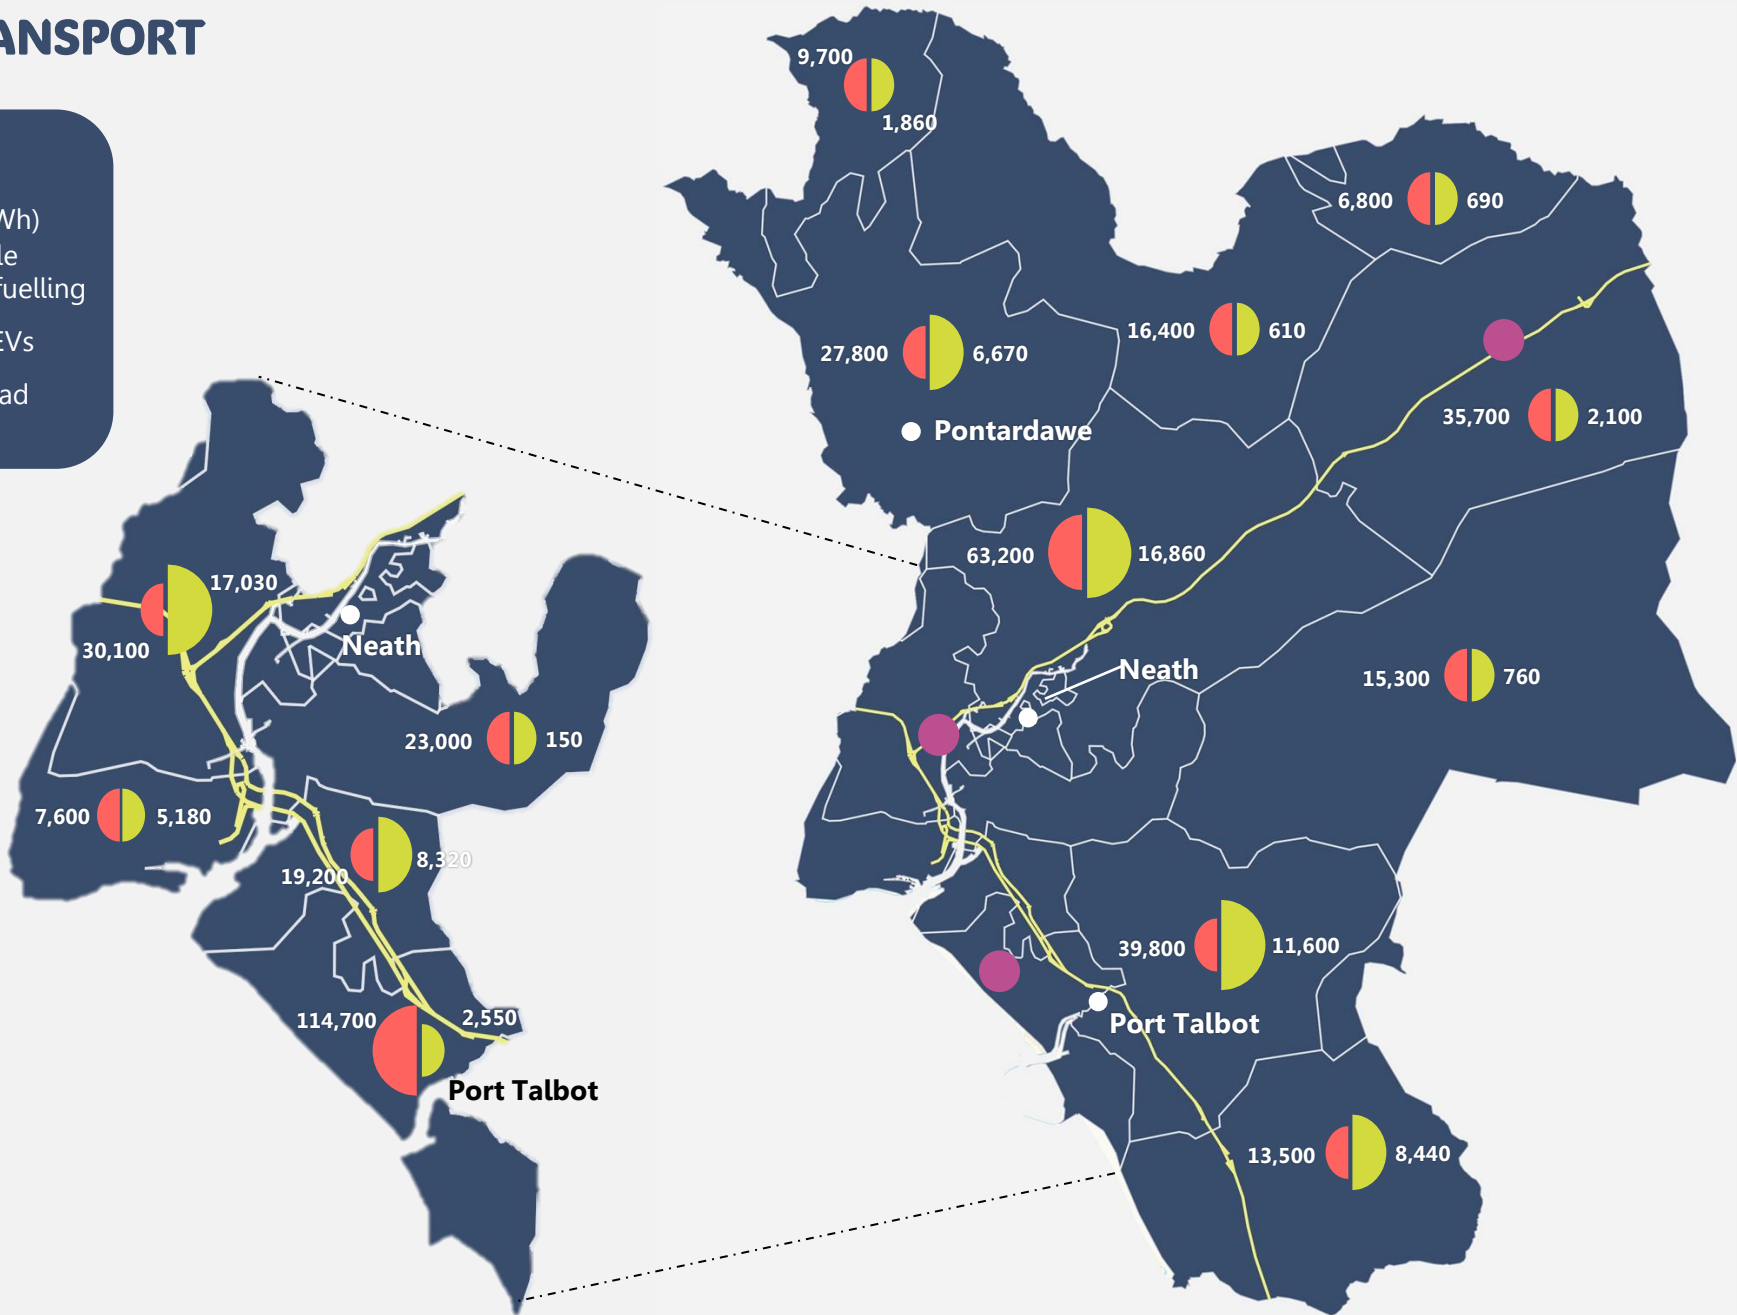 ANSPORT
Wh)
le
fuelling
EVs
ad
9,700
1,860
6,800 690
16,400 610
27,800 6,670
35,700 2,100
Pontardawe
63,200 16,860
Neath
15,300 760
39,800 11,600
Port Talbot
13,500 8,440
17,030
30,100
Neath
23,000 150
7,600 5,180
8,320
19,200
114,700 2,550
Port Talbot